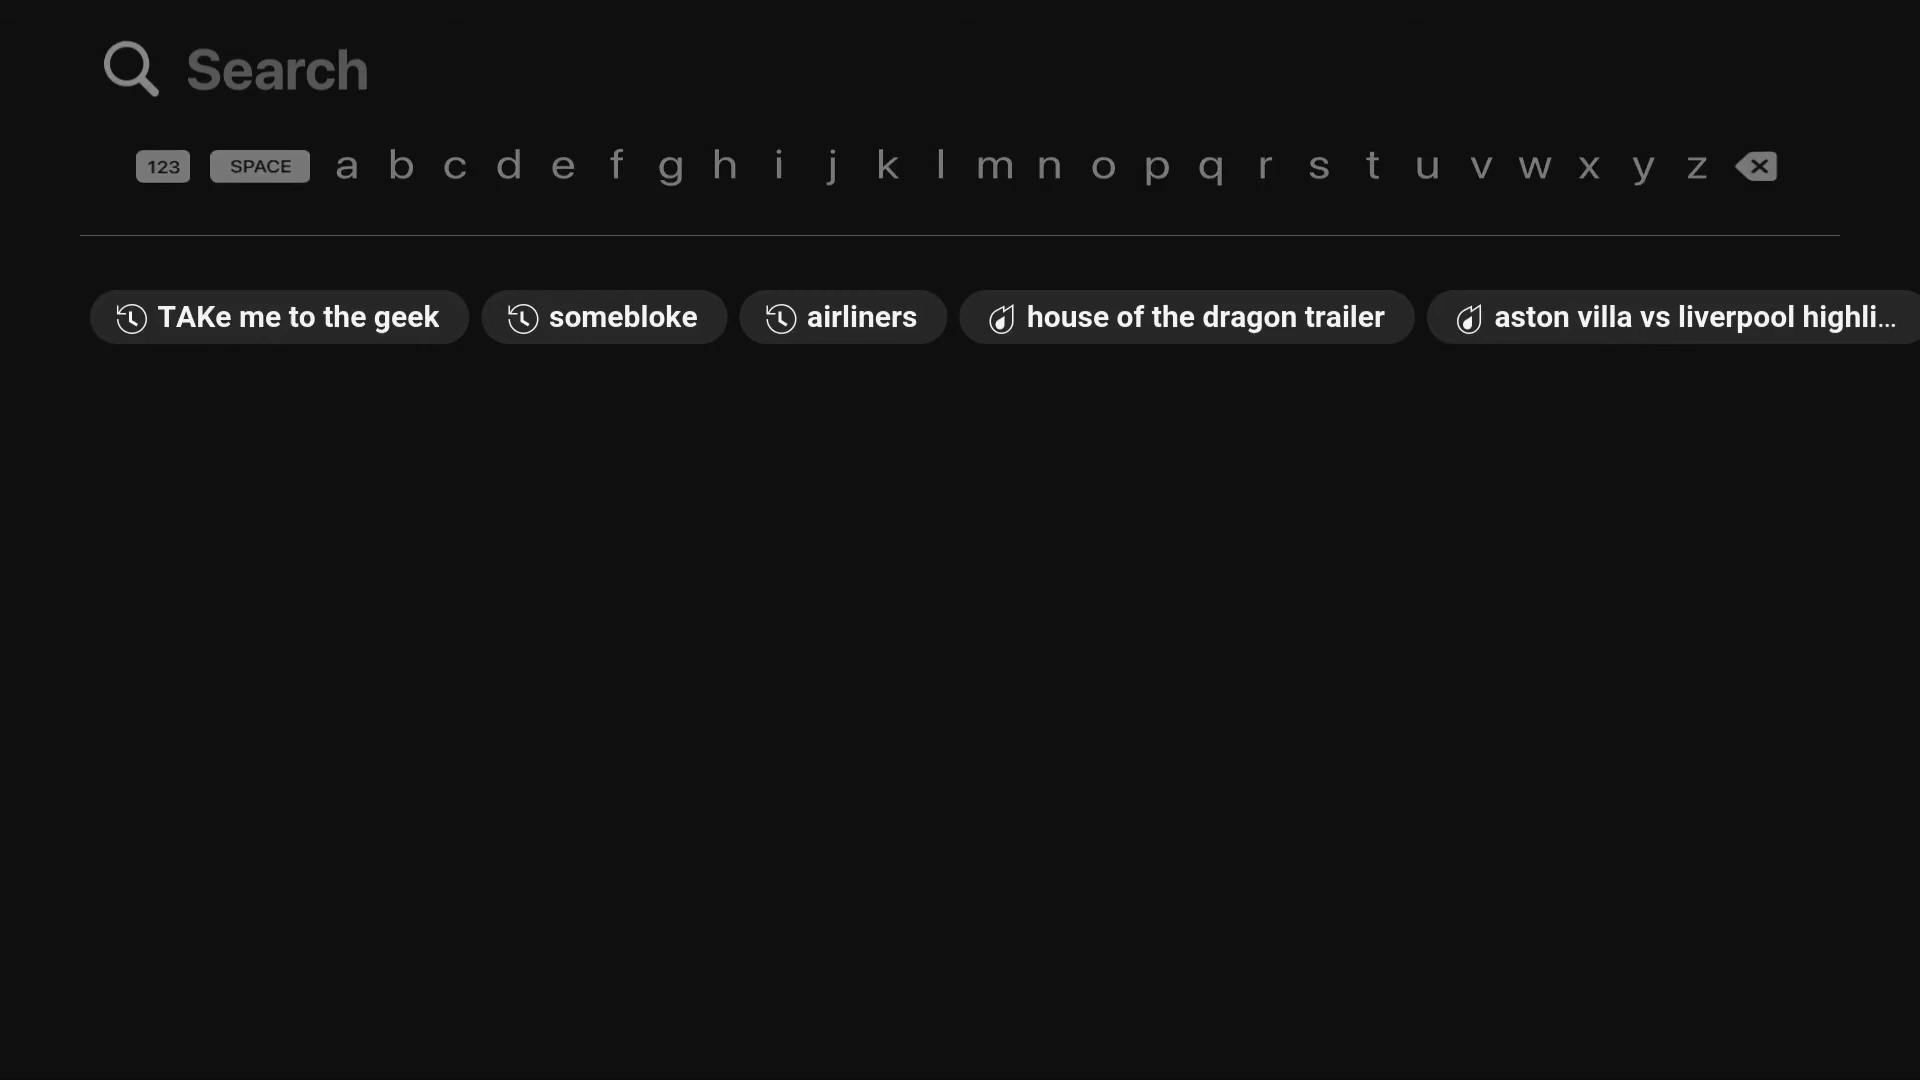 Search
123 SPACE a b c d e f g h i j k l m n o p q r s t u v w x y z
TAKe me to the geek somebloke airliners house of the dragon trailer aston villa vs liverpool highli...